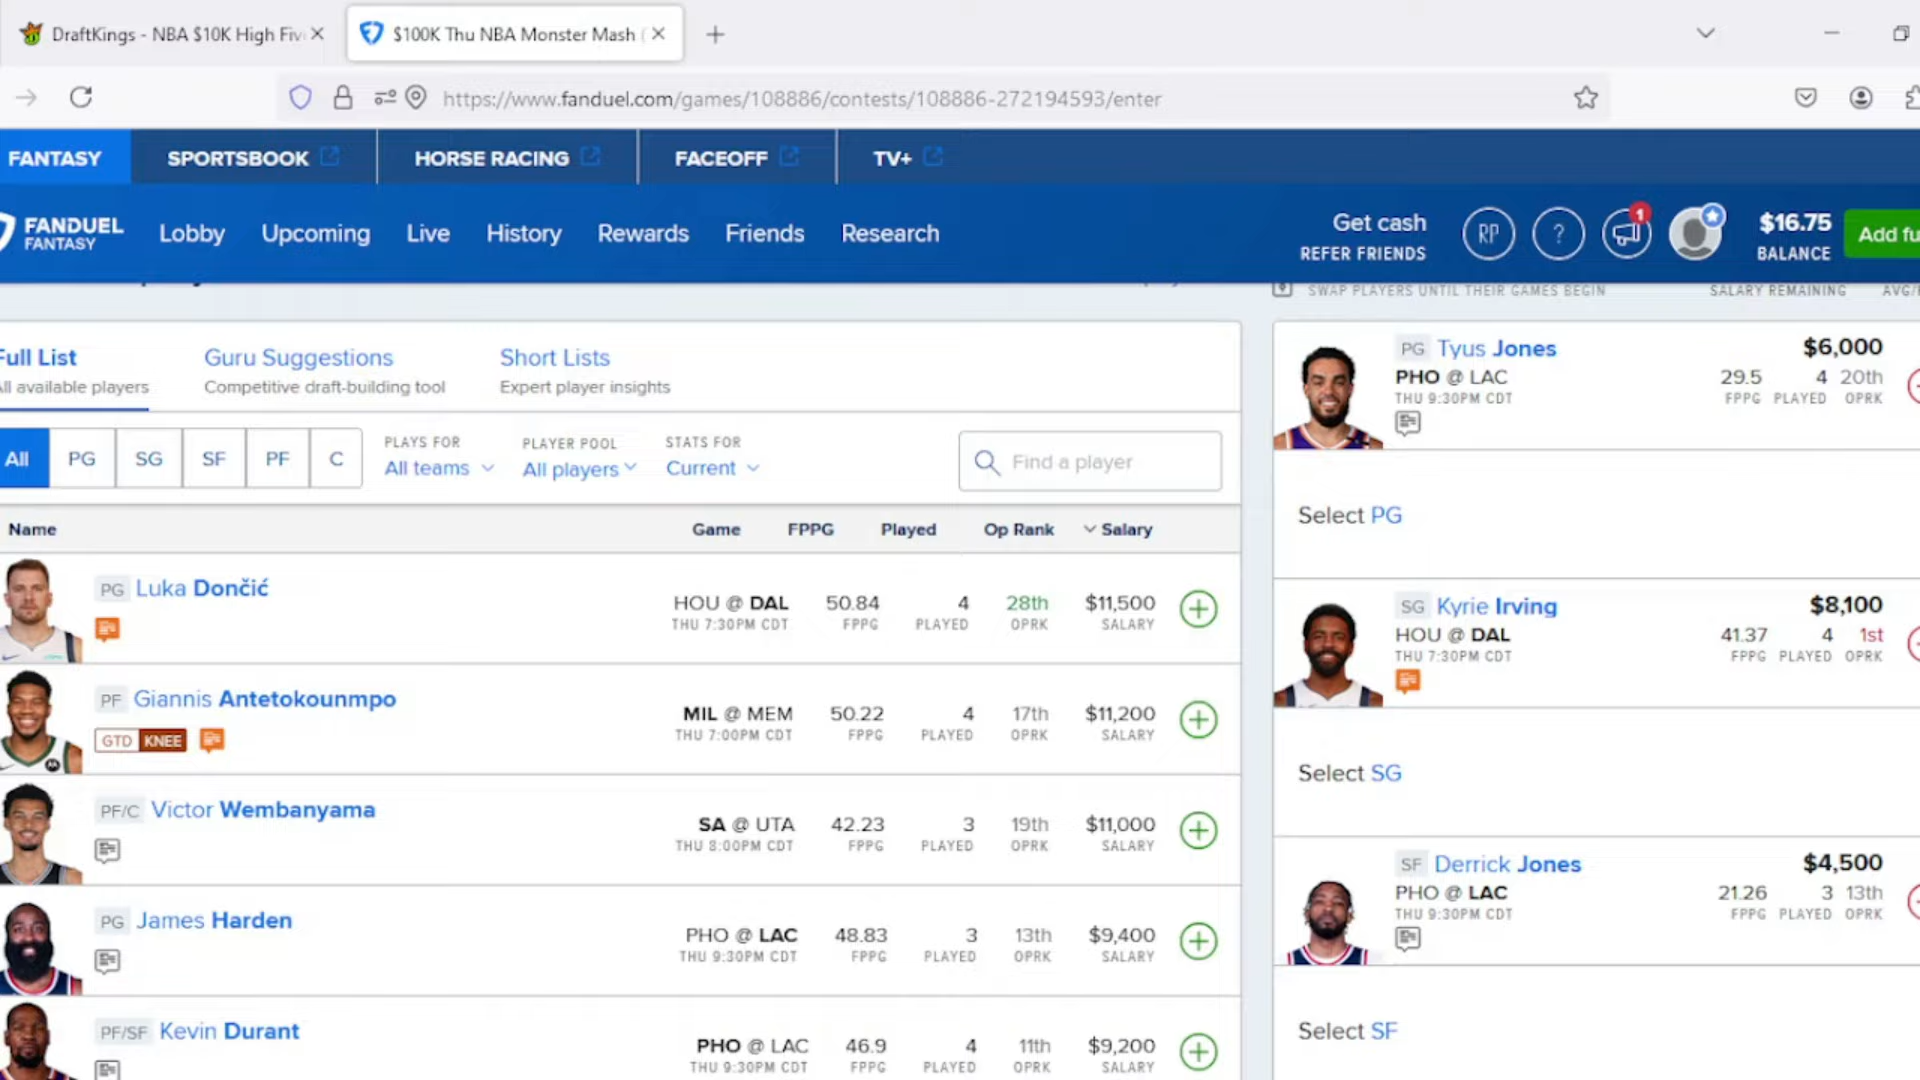 DraftKings - NBA $10K High Fiv
$100K Thu NBA Monster Mash (
https://www.fanduel.com/games/108886/contests/108886-272194593/enter
FANTASY
SPORTSBOOK
HORSE RACING
FACEOFF
TV+
FANDUEL
FANTASY
Lobby
Upcoming
Live
History
Rewards
Friends
Research
Get cash
REFER FRIENDS
RP
?
1
$16.75
BALANCE
Add fu
SWAP PLAYERS UNTIL THEIR GAMES BEGIN
SALARY REMAINING
AVG/
Full List
All available players
Guru Suggestions
Competitive draft-building tool
Short Lists
Expert player insights
All
PG
SG
SF
PF
C
PLAYS FOR
All teams
PLAYER POOL
All players
STATS FOR
Current
Find a player
Name
Game
FPPG
Played
Op Rank
Salary
PG Luka Dončić
HOU @ DAL 50.84 4 28th $11,500
THU 7:30PM CDT FPPG PLAYED OPRK SALARY
PF Giannis Antetokounmpo
GTD KNEE
MIL @ MEM 50.22 4 17th $11,200
THU 7:00PM CDT FPPG PLAYED OPRK SALARY
PF/C Victor Wembanyama
SA @ UTA 42.23 3 19th $11,000
THU 8:00PM CDT FPPG PLAYED OPRK SALARY
PG James Harden
PHO @ LAC 48.83 3 13th $9,400
THU 9:30PM CDT FPPG PLAYED OPRK SALARY
PF/SF Kevin Durant
PHO @ LAC 46.9 4 11th $9,200
THU 9:30PM CDT FPPG PLAYED OPRK SALARY
PG Tyus Jones $6,000
PHO @ LAC 29.5 4 20th
THU 9:30PM CDT FPPG PLAYED OPRK
Select PG
SG Kyrie Irving $8,100
HOU @ DAL 41.37 4 1st
THU 7:30PM CDT FPPG PLAYED OPRK
Select SG
SF Derrick Jones $4,500
PHO @ LAC 21.26 3 13th
THU 9:30PM CDT FPPG PLAYED OPRK
Select SF